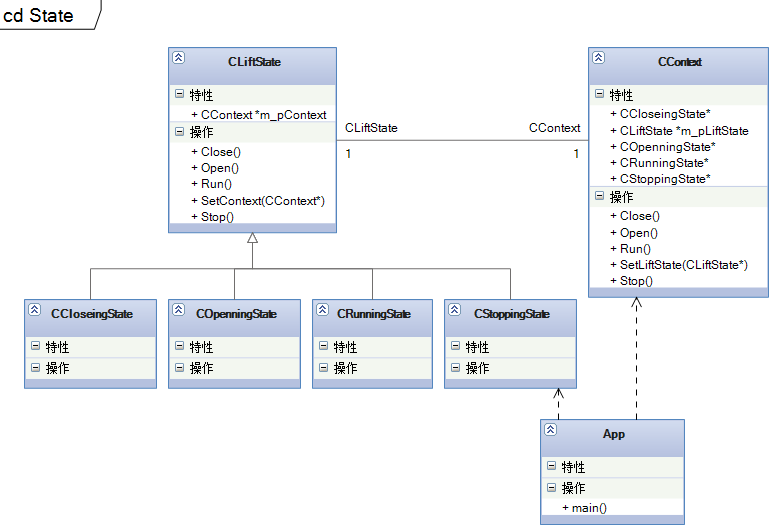 cd State
CLiftState
特性
+ CContext *m_pContext
操作
+ Close()
+ Open()
+ Run()
+ SetContext(CContext*)
+ Stop()
CLiftState
1
CContext
1
CContext
特性
+ CCloseingState*
+ CLiftState *m_pLiftState
+ COpenningState*
+ CRunningState*
+ CStoppingState*
操作
+ Close()
+ Open()
+ Run()
+ SetLiftState(CLiftState*)
+ Stop()
CCloseingState
特性
操作
COpenningState
特性
操作
CRunningState
特性
操作
CStoppingState
特性
操作
App
特性
操作
+ main()